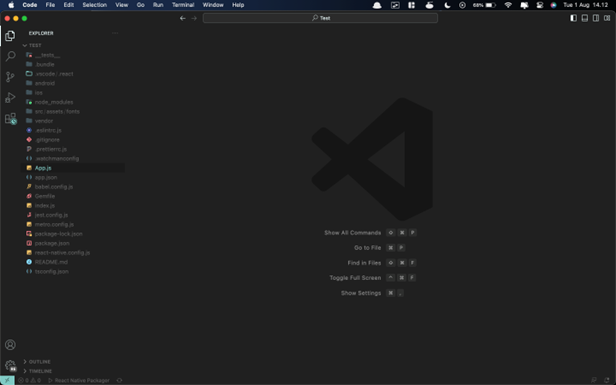 Code File Edit Selection View Go Run Terminal Window Help 68% Tue 1 Aug 14.12
Test
EXPLORER
TEST
__tests__
.bundle
.vscode/.react
android
ios
node_modules
src/assets/fonts
vendor
.eslintrc.js
.gitignore
.prettierrc.js
.watchmanconfig
App.js
app.json
babel.config.js
Gemfile
index.js
jest.config.js
metro.config.js
package-lock.json
package.json
react-native.config.js
README.md
tsconfig.json
Show All Commands ⇧ ⌘ P
Go to File ⌘ P
Find in Files ⇧ ⌘ F
Toggle Full Screen ^ ⌘ F
Show Settings ⌘ ,
OUTLINE
TIMELINE
0 0 React Native Packager